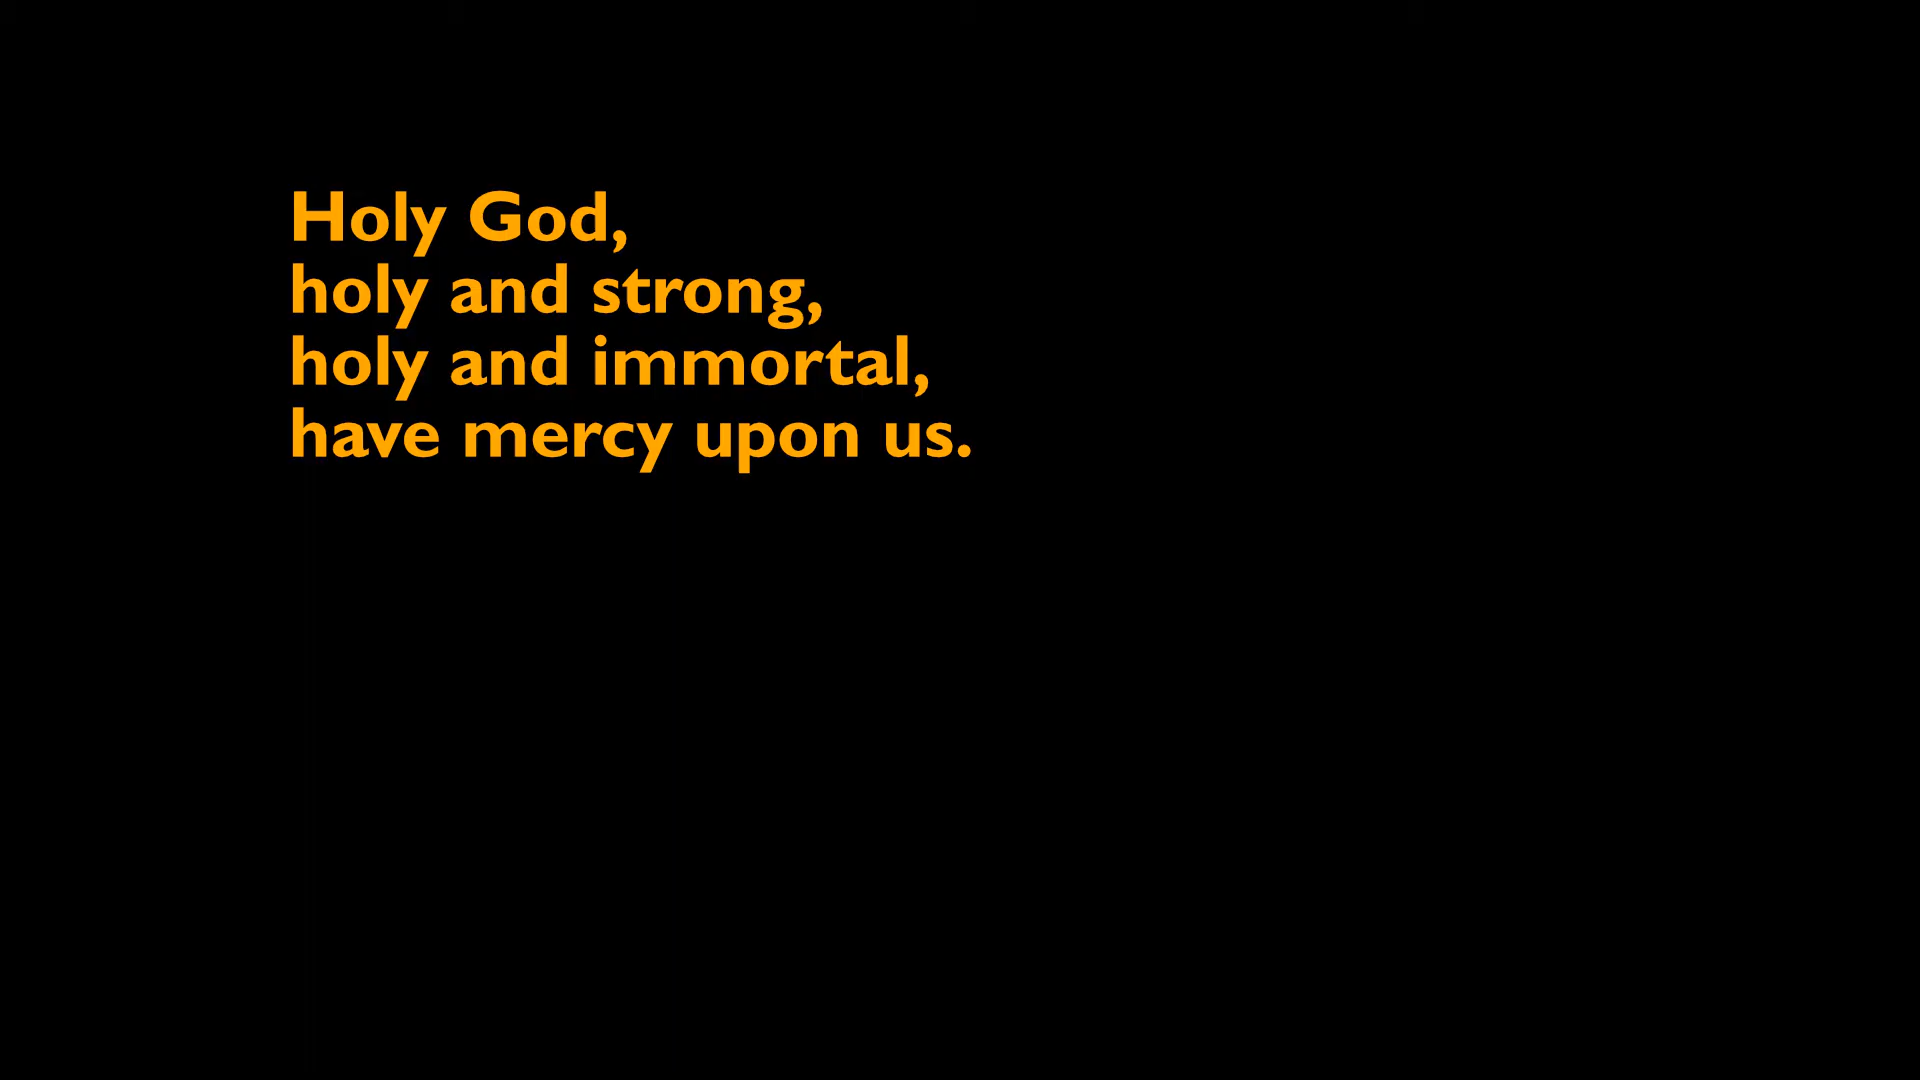 Holy God,
holy and strong,
holy and immortal,
have mercy upon us.